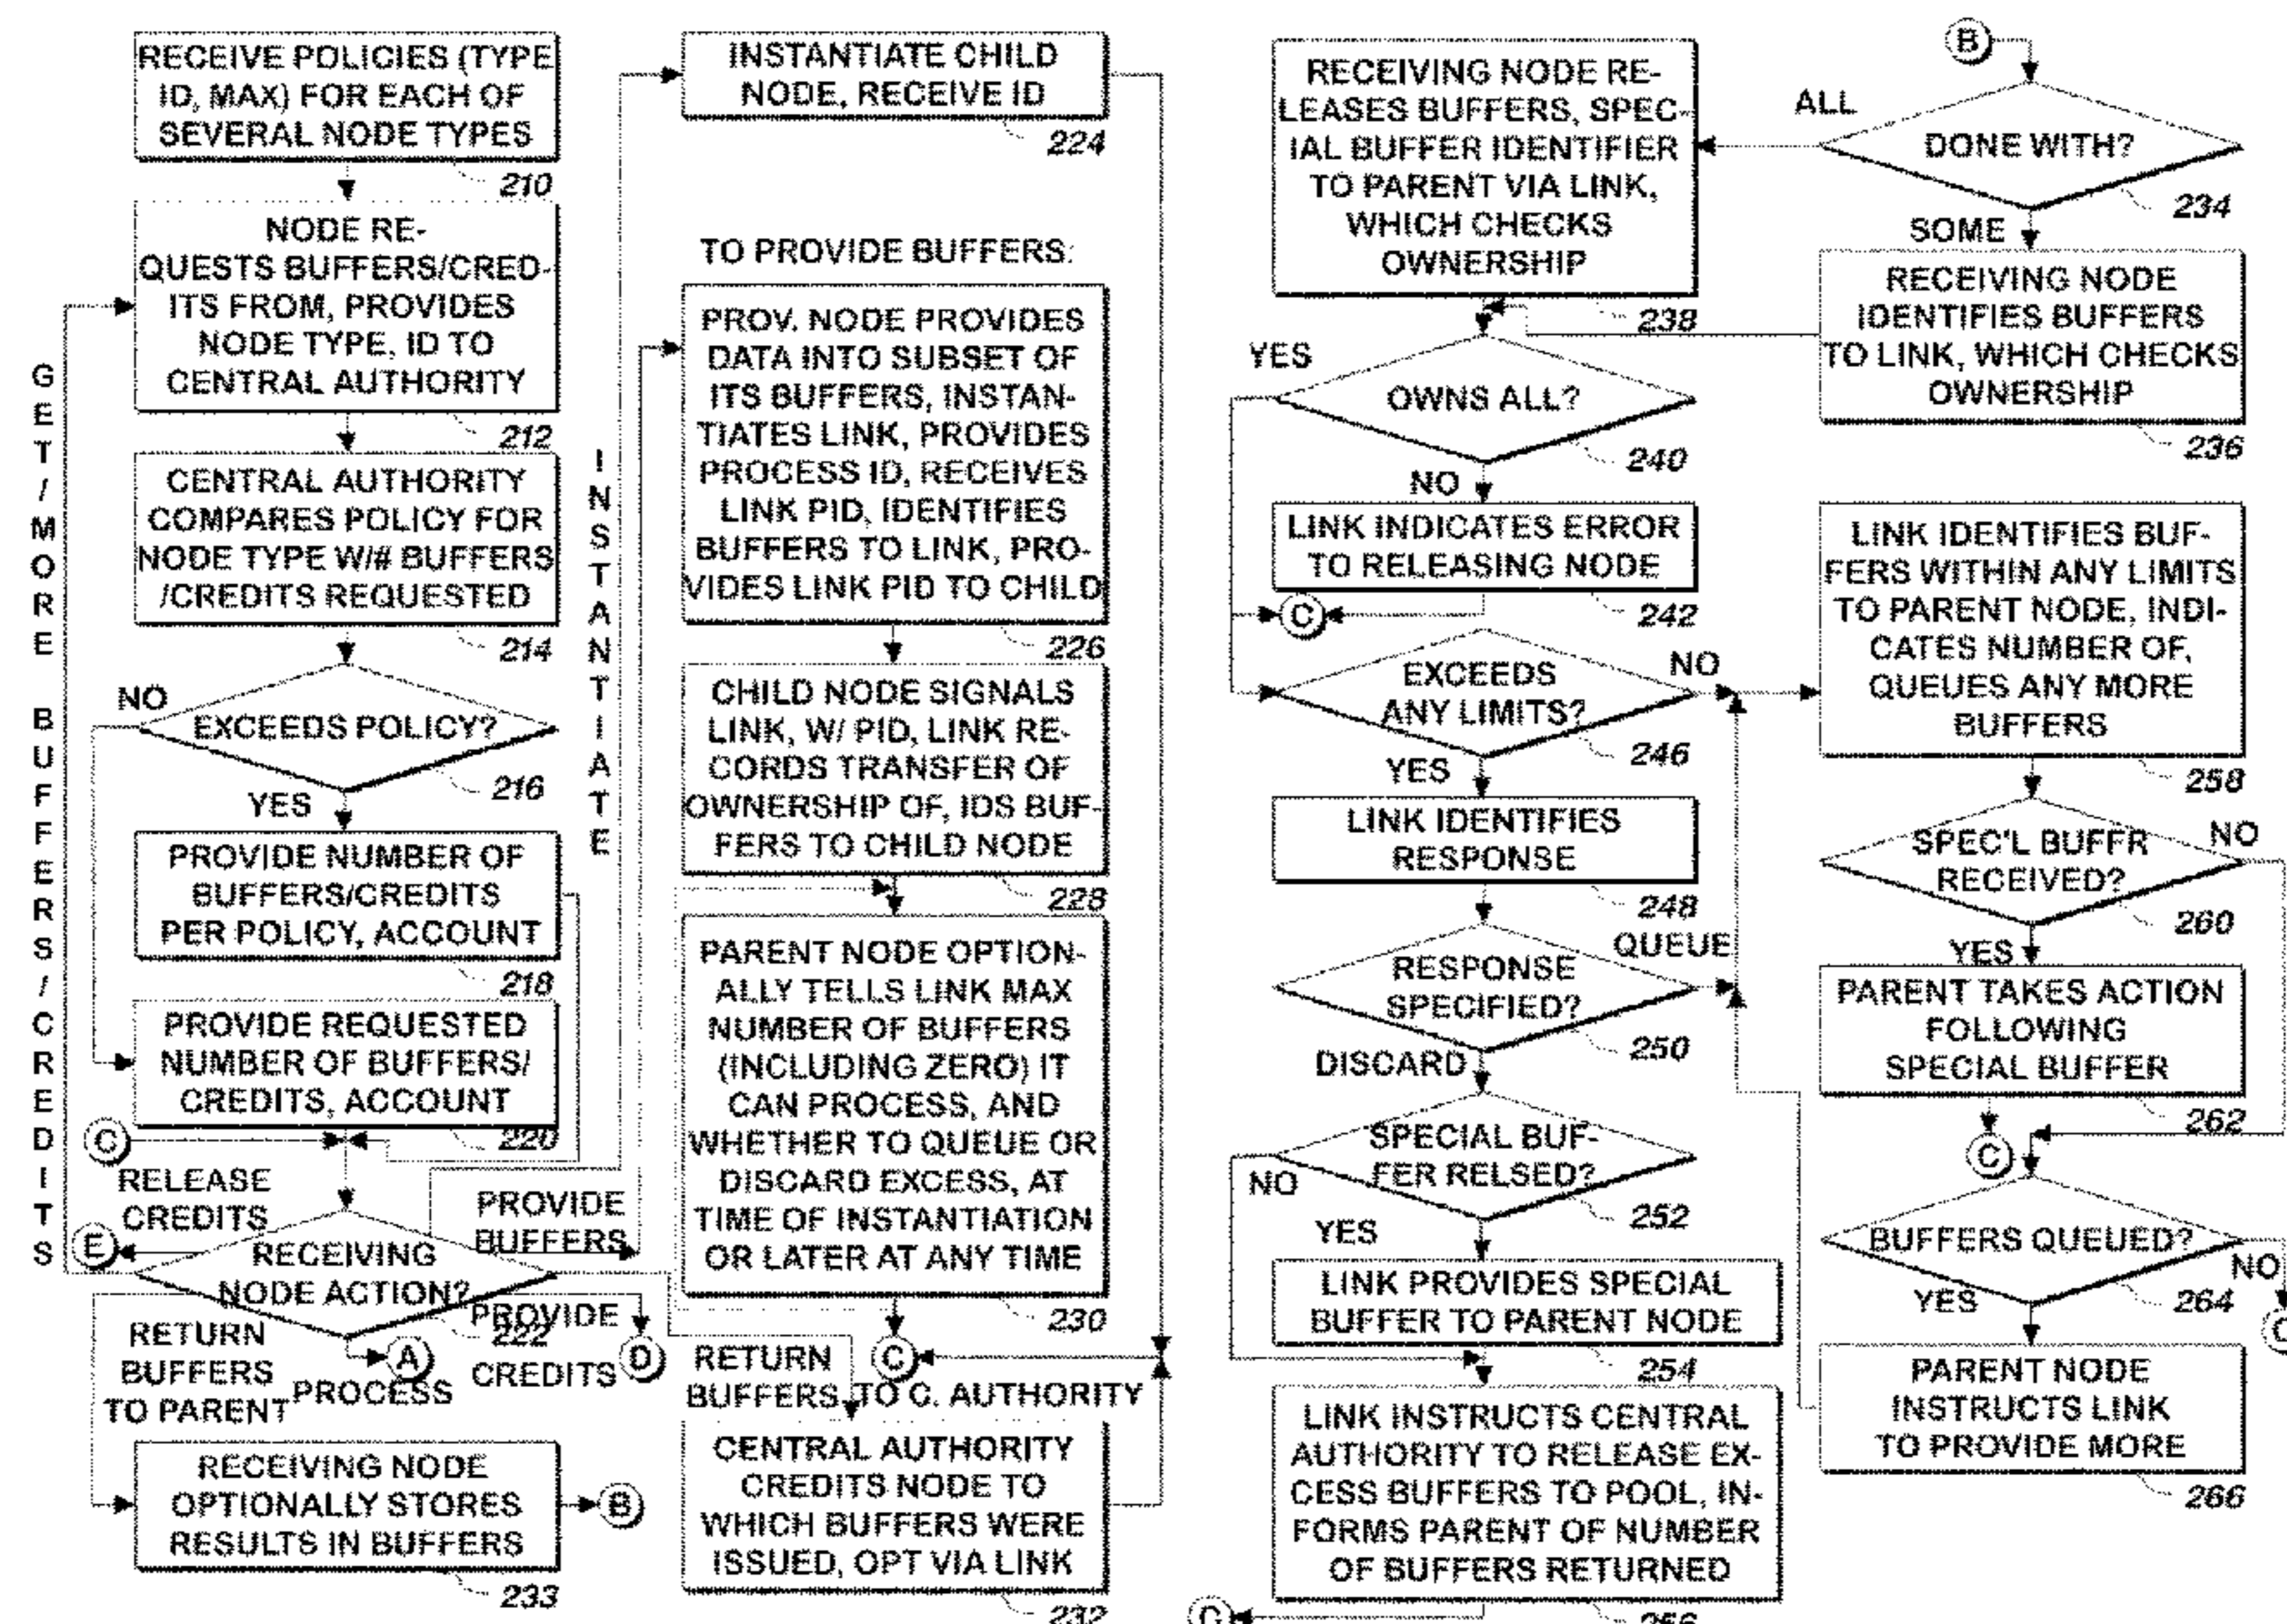 RECEIVE POLICIES (TYPE
ID, MAX) FOR EACH OF
SEVERAL NODE TYPES
210
NODE RE-
QUESTS BUFFERS/CRED-
ITS FROM, PROVIDES
NODE TYPE, ID TO
CENTRAL AUTHORITY
212
CENTRAL AUTHORITY
COMPARES POLICY FOR
NODE TYPE W/# BUFFERS
/CREDITS REQUESTED
214
NO
EXCEEDS POLICY?
216
YES
PROVIDE NUMBER OF
BUFFERS/CREDITS
PER POLICY, ACCOUNT
218
PROVIDE REQUESTED
NUMBER OF BUFFERS/
CREDITS, ACCOUNT
220
C
RELEASE
CREDITS
E
RECEIVING
NODE ACTION?
222
PROVIDE
BUFFERS
PROVIDE
CREDITS
D
A
PROCESS
RETURN
BUFFERS
TO PARENT
RECEIVING NODE
OPTIONALLY STORES
RESULTS IN BUFFERS
233
B
GET/MORE BUFFERS/CREDITS
INSTANTIATE
INSTANTIATE CHILD
NODE, RECEIVE ID
224
TO PROVIDE BUFFERS:
PROV. NODE PROVIDES
DATA INTO SUBSET OF
ITS BUFFERS, INSTAN-
TIATES LINK, PROVIDES
PROCESS ID, RECEIVES
LINK PID, IDENTIFIES
BUFFERS TO LINK, PRO-
VIDES LINK PID TO CHILD
226
CHILD NODE SIGNALS
LINK, W/ PID, LINK RE-
CORDS TRANSFER OF
OWNERSHIP OF, IDS BUF-
FERS TO CHILD NODE
228
PARENT NODE OPTION-
ALLY TELLS LINK MAX
NUMBER OF BUFFERS
(INCLUDING ZERO) IT
CAN PROCESS, AND
WHETHER TO QUEUE OR
DISCARD EXCESS, AT
TIME OF INSTANTIATION
OR LATER AT ANY TIME
230
C
RETURN
BUFFERS TO C. AUTHORITY
CENTRAL AUTHORITY
CREDITS NODE TO
WHICH BUFFERS WERE
ISSUED, OPT VIA LINK
232
RECEIVING NODE RE-
LEASES BUFFERS, SPEC-
IAL BUFFER IDENTIFIER
TO PARENT VIA LINK,
WHICH CHECKS
OWNERSHIP
238
YES
OWNS ALL?
240
NO
LINK INDICATES ERROR
TO RELEASING NODE
242
C
EXCEEDS
ANY LIMITS?
NO
246
YES
LINK IDENTIFIES
RESPONSE
248
QUEUE
RESPONSE
SPECIFIED?
250
DISCARD
SPECIAL BUF-
FER RELSED?
NO
252
YES
LINK PROVIDES SPECIAL
BUFFER TO PARENT NODE
254
LINK INSTRUCTS CENTRAL
AUTHORITY TO RELEASE EX-
CESS BUFFERS TO POOL, IN-
FORMS PARENT OF NUMBER
OF BUFFERS RETURNED
256
C
B
ALL
DONE WITH?
234
SOME
RECEIVING NODE
IDENTIFIES BUFFERS
TO LINK, WHICH CHECKS
OWNERSHIP
236
LINK IDENTIFIES BUF-
FERS WITHIN ANY LIMITS
TO PARENT NODE, INDI-
CATES NUMBER OF,
QUEUES ANY MORE
BUFFERS
258
SPEC'L BUFFR
RECEIVED?
NO
260
YES
PARENT TAKES ACTION
FOLLOWING
SPECIAL BUFFER
262
C
BUFFERS QUEUED?
NO
264
YES
C
PARENT NODE
INSTRUCTS LINK
TO PROVIDE MORE
266